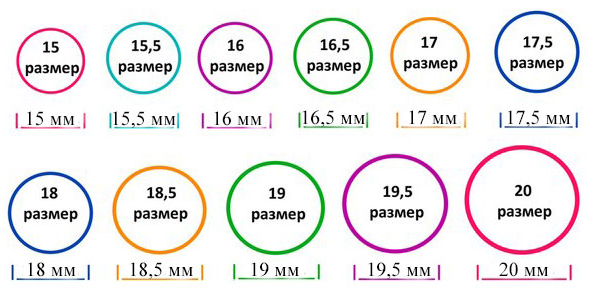 15
размер
15,5
размер
16
размер
16,5
размер
17
размер
17,5
размер
15 мм
15,5 мм
16 мм
16,5 мм
17 мм
17,5 мм
18
размер
18,5
размер
19
размер
19,5
размер
20
размер
18 мм
18,5 мм
19 мм
19,5 мм
20 мм